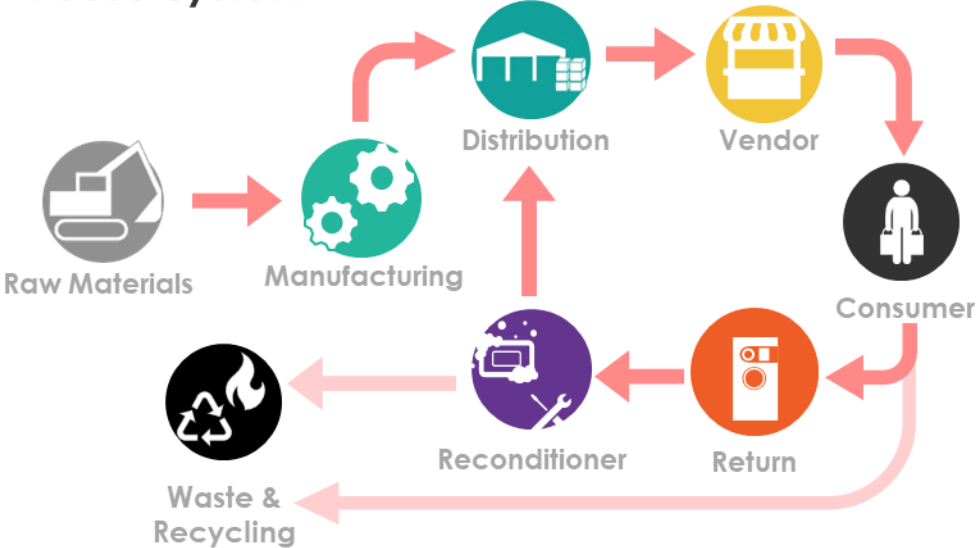 Distribution
Vendor
Raw Materials
Manufacturing
Consumer
Reconditioner
Return
Waste &
Recycling